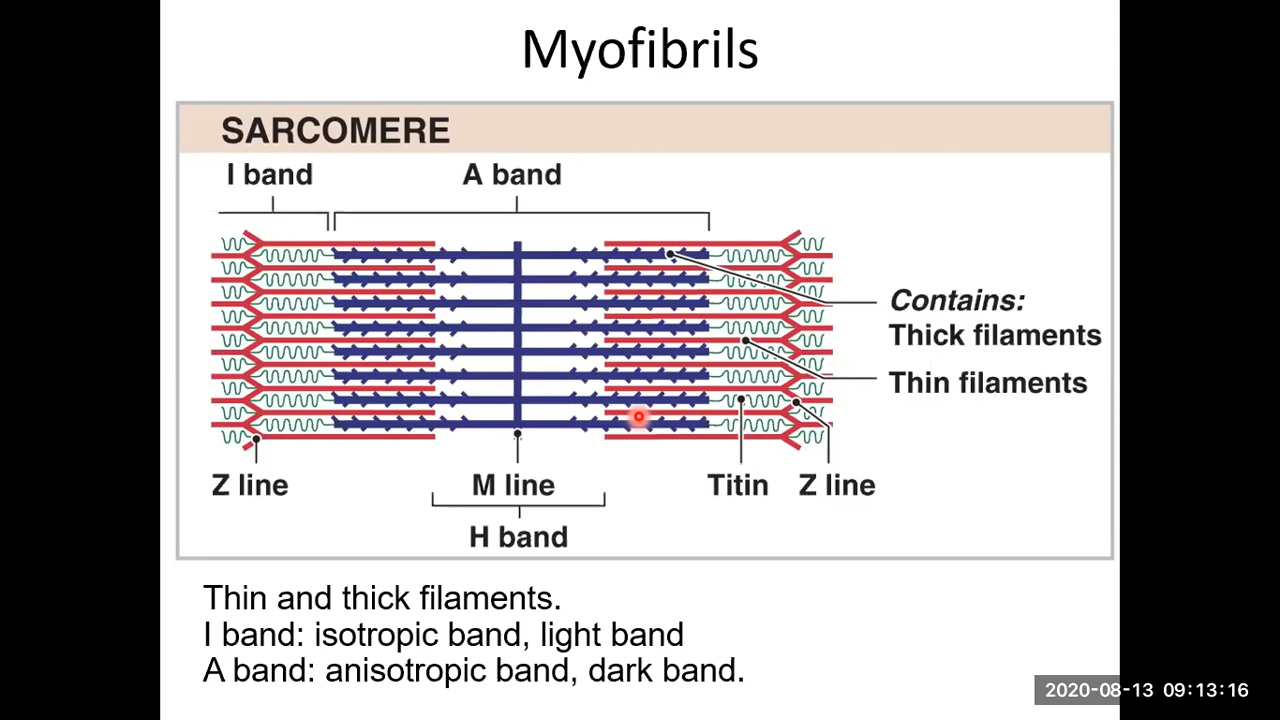 Myofibrils
SARCOMERE
I band
A band
Contains:
Thick filaments
Thin filaments
Z line
M line
Titin
Z line
H band
Thin and thick filaments.
I band: isotropic band, light band
A band: anisotropic band, dark band.
2020-08-13 09:13:16